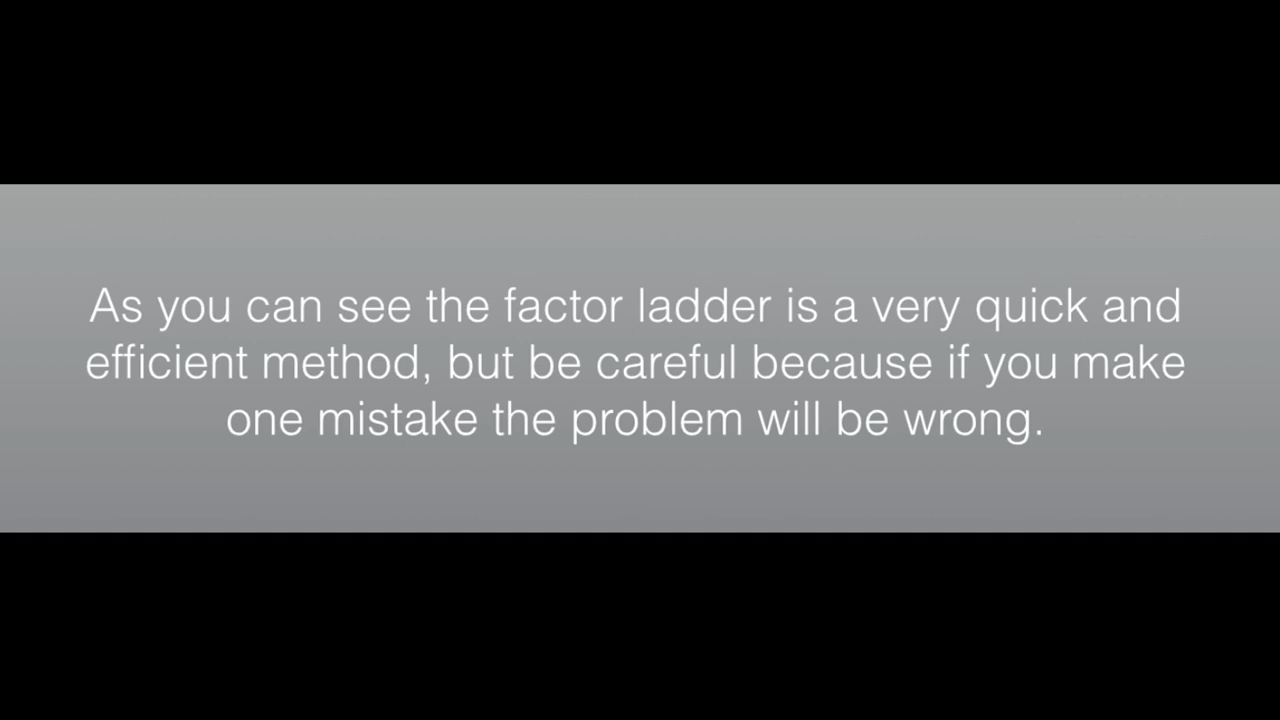 As you can see the factor ladder is a very quick and
efficient method, but be careful because if you make
one mistake the problem will be wrong.